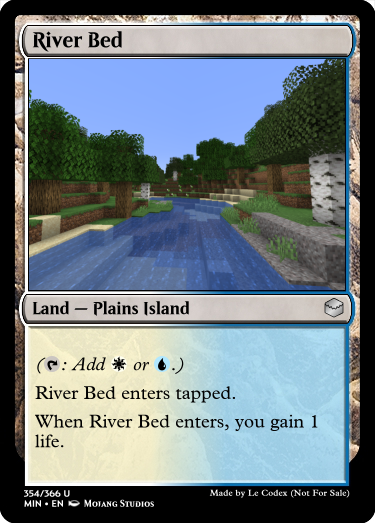 River Bed
Land — Plains Island
(: Add or .)
River Bed enters tapped.
When River Bed enters, you gain 1
life.
354/366 U
MIN • EN Mojang Studios
Made by Le Codex (Not For Sale)